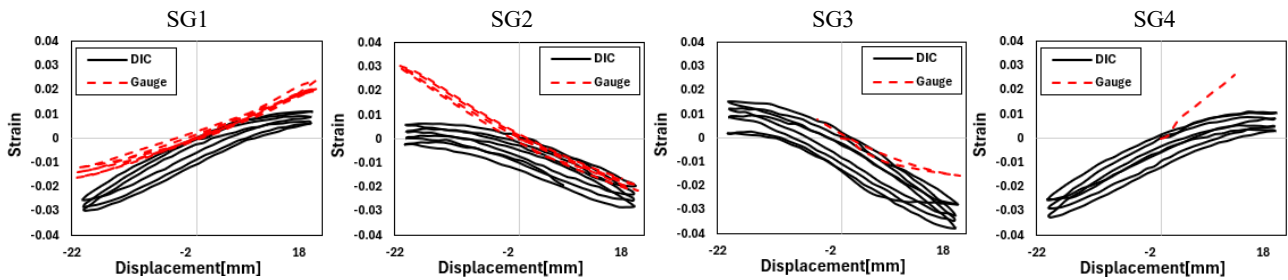 SG1
0.04
0.03
0.02
0.01
0
-0.01
-0.02
-0.03
-0.04
Strain
DIC
Gauge
-22
-2
18
Displacement[mm]
SG2
0.04
0.03
0.02
0.01
0
-0.01
-0.02
-0.03
-0.04
Strain
DIC
Gauge
-22
-2
18
Displacement[mm]
SG3
0.04
0.03
0.02
0.01
0
-0.01
-0.02
-0.03
-0.04
Strain
DIC
Gauge
-22
-2
18
Displacement[mm]
SG4
0.04
0.03
0.02
0.01
0
-0.01
-0.02
-0.03
-0.04
Strain
DIC
Gauge
-22
-2
18
Displacement[mm]